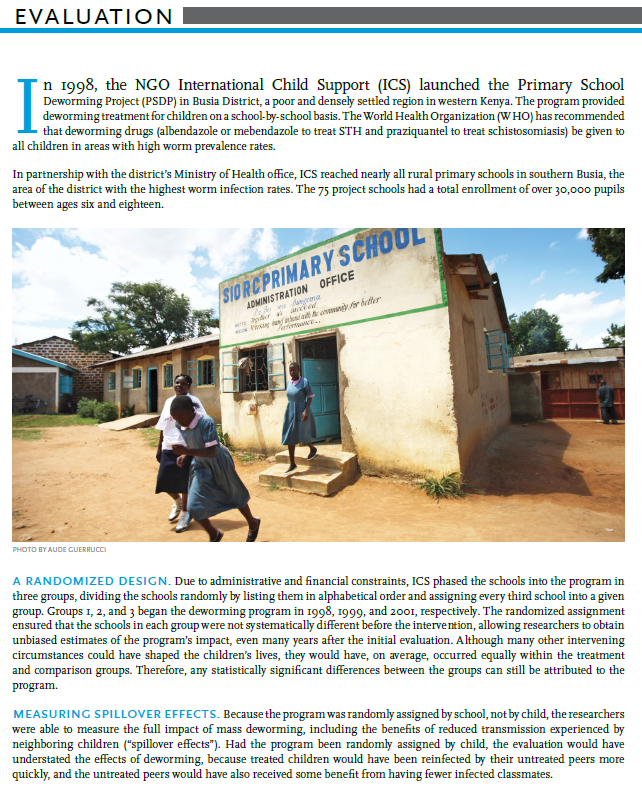 EVALUATION
In 1998, the NGO International Child Support (ICS) launched the Primary School
Deworming Project (PSDP) in Busia District, a poor and densely settled region in western Kenya. The program provided
deworming treatment for children on a school-by-school basis. The World Health Organization (WHO) has recommended
that deworming drugs (albendazole or mebendazole to treat STH and praziquantel to treat schistosomiasis) be given to
all children in areas with high worm prevalence rates.
In partnership with the district's Ministry of Health office, ICS reached nearly all rural primary schools in southern Busia, the
area of the district with the highest worm infection rates. The 75 project schools had a total enrollment of over 30,000 pupils
between ages six and eighteen.
SIO RC PRIMARY SCHOOL
ADMINISTRATION OFFICE
together we succeed
Working hand in hand with the community for better
Performance...
PHOTO BY AUDE GUERRUCCI
A RANDOMIZED DESIGN. Due to administrative and financial constraints, ICS phased the schools into the program in
three groups, dividing the schools randomly by listing them in alphabetical order and assigning every third school into a given
group. Groups 1, 2, and 3 began the deworming program in 1998, 1999, and 2001, respectively. The randomized assignment
ensured that the schools in each group were not systematically different before the intervention, allowing researchers to obtain
unbiased estimates of the program's impact, even many years after the initial evaluation. Although many other intervening
circumstances could have shaped the children's lives, they would have, on average, occurred equally within the treatment
and comparison groups. Therefore, any statistically significant differences between the groups can still be attributed to the
program.
MEASURING SPILLOVER EFFECTS. Because the program was randomly assigned by school, not by child, the researchers
were able to measure the full impact of mass deworming, including the benefits of reduced transmission experienced by
neighboring children ("spillover effects"). Had the program been randomly assigned by child, the evaluation would have
understated the effects of deworming, because treated children would have been reinfected by their untreated peers more
quickly, and the untreated peers would have also received some benefit from having fewer infected classmates.